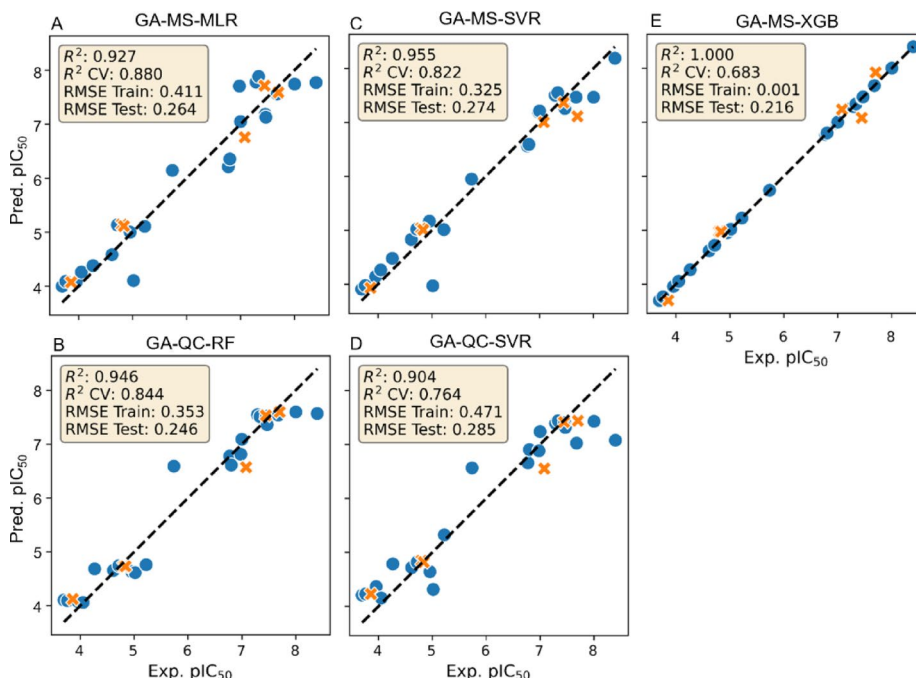 A
GA-MS-MLR
R²: 0.927
R² CV: 0.880
RMSE Train: 0.411
RMSE Test: 0.264
Pred. pIC₅₀
8
7
6
5
4
4
5
6
7
8
C
GA-MS-SVR
R²: 0.955
R² CV: 0.822
RMSE Train: 0.325
RMSE Test: 0.274
E
GA-MS-XGB
R²: 1.000
R² CV: 0.683
RMSE Train: 0.001
RMSE Test: 0.216
4
5
6
7
8
Exp. pIC₅₀
B
GA-QC-RF
R²: 0.946
R² CV: 0.844
RMSE Train: 0.353
RMSE Test: 0.246
Pred. pIC₅₀
8
7
6
5
4
4
5
6
7
8
Exp. pIC₅₀
D
GA-QC-SVR
R²: 0.904
R² CV: 0.764
RMSE Train: 0.471
RMSE Test: 0.285
4
5
6
7
8
Exp. pIC₅₀